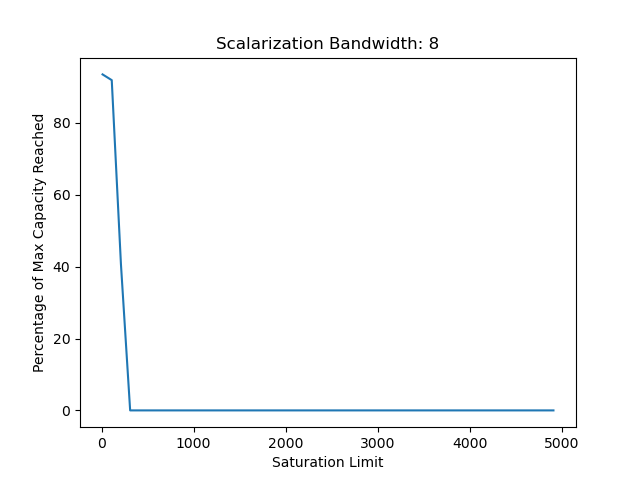 Scalarization Bandwidth: 8
Percentage of Max Capacity Reached
80
60
40
20
0
0 1000 2000 3000 4000 5000
Saturation Limit